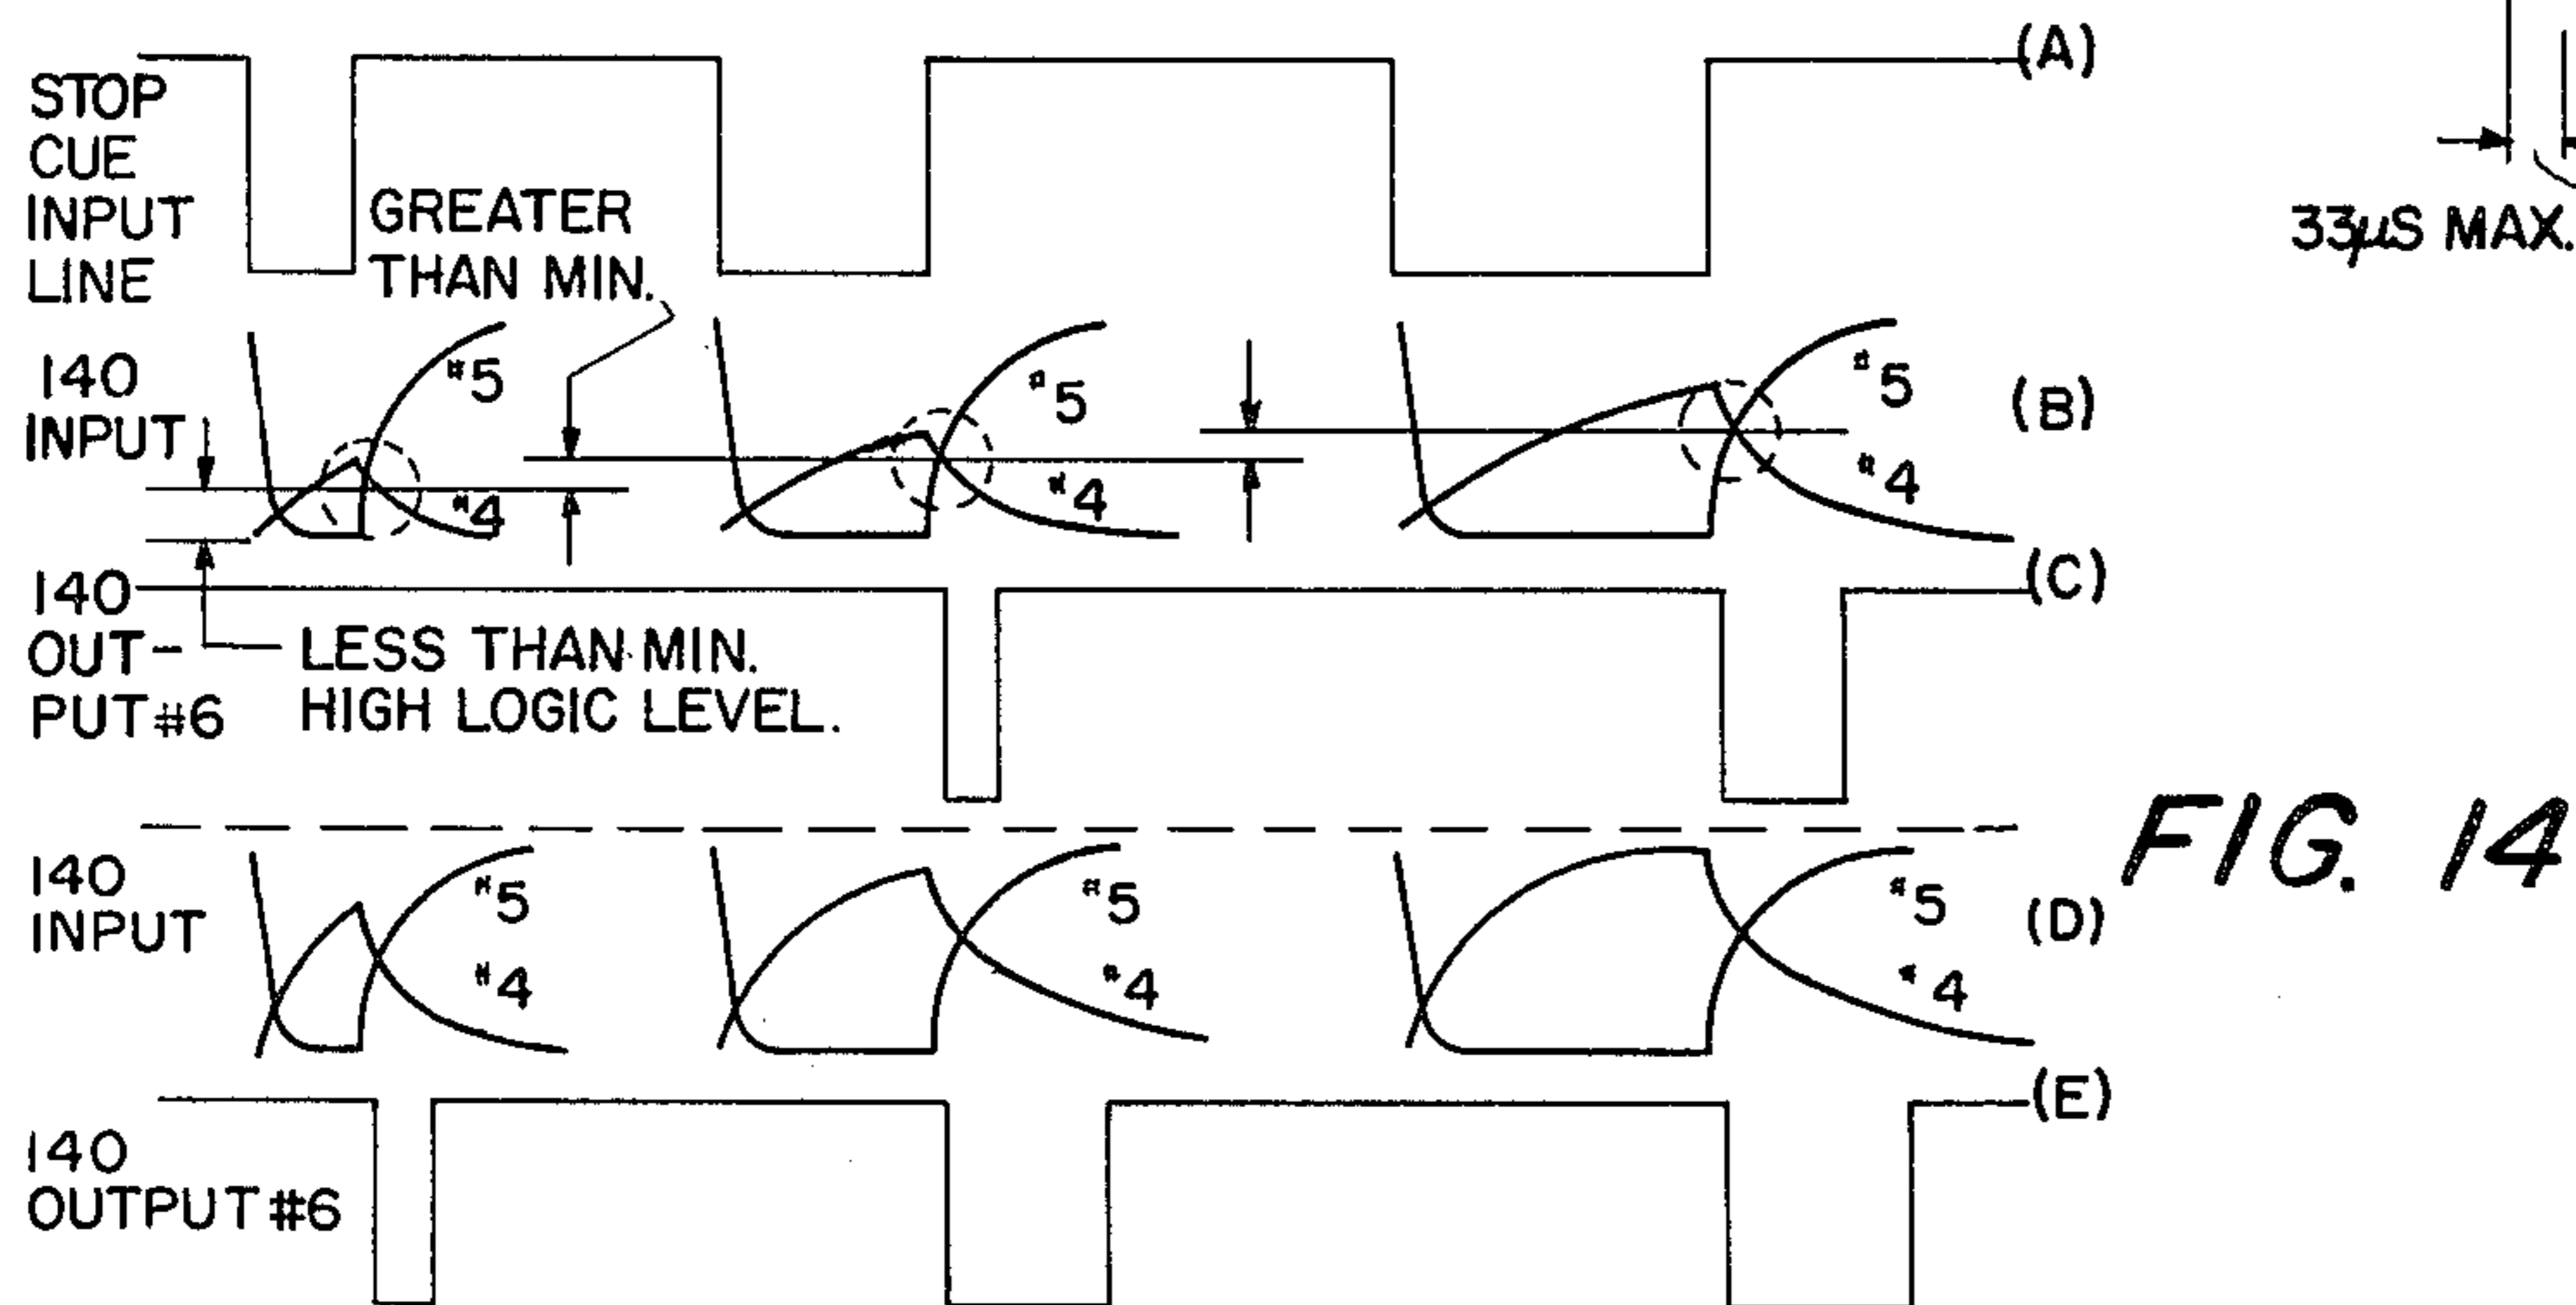 (A)
STOP
CUE
INPUT
LINE
GREATER
THAN MIN.
33µS MAX.
140
INPUT
#5
#4
#5
#4
#5
#4
(B)
140
OUT-
PUT #6
LESS THAN MIN.
HIGH LOGIC LEVEL.
(C)
140
INPUT
#5
#4
#5
#4
#5
#4
(D)
FIG. 14
140
OUTPUT #6
(E)